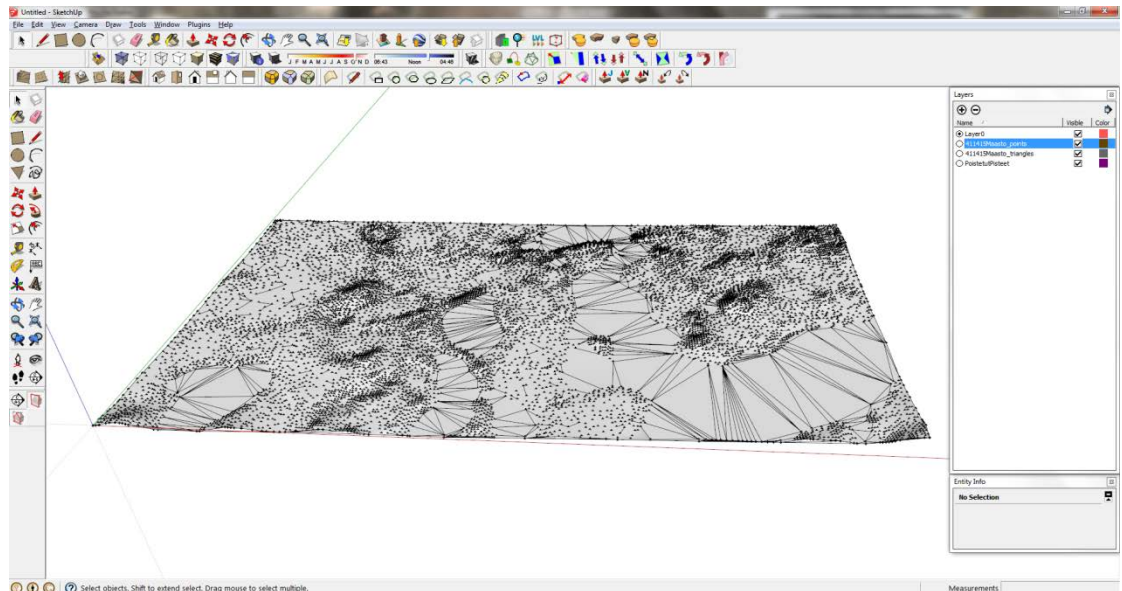 Untitled - SketchUp
File Edit View Camera Draw Tools Window Plugins Help
J F M A M J J A S O N D 06:43 Noon 04:46
Layers
Name Visible Color
Layer0
411415Maasto_points
411415Maasto_triangles
PoistetutPisteet
Entity Info
No Selection
Select objects. Shift to extend select. Drag mouse to select multiple.
Measurements